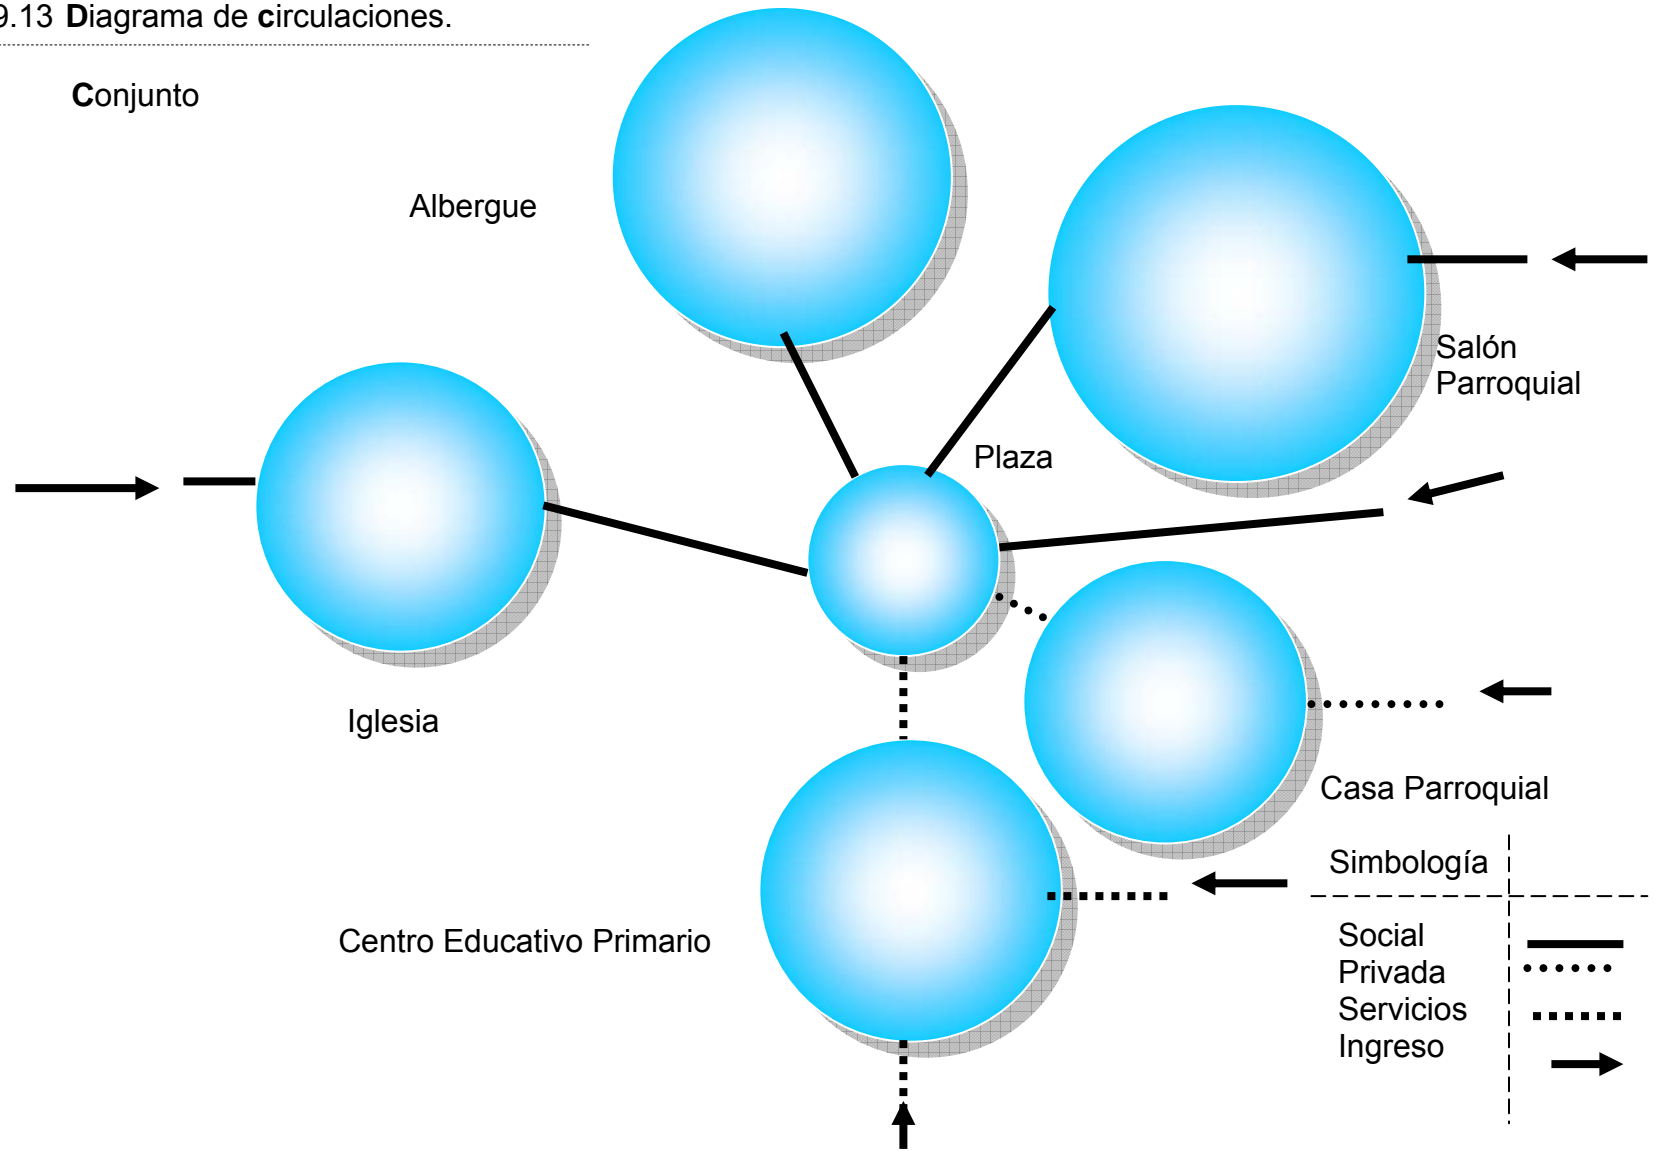 9.13 Diagrama de circulaciones.
Conjunto
Albergue
Salón
Parroquial
Plaza
Iglesia
Casa Parroquial
Centro Educativo Primario
Simbología
Social
Privada
Servicios
Ingreso